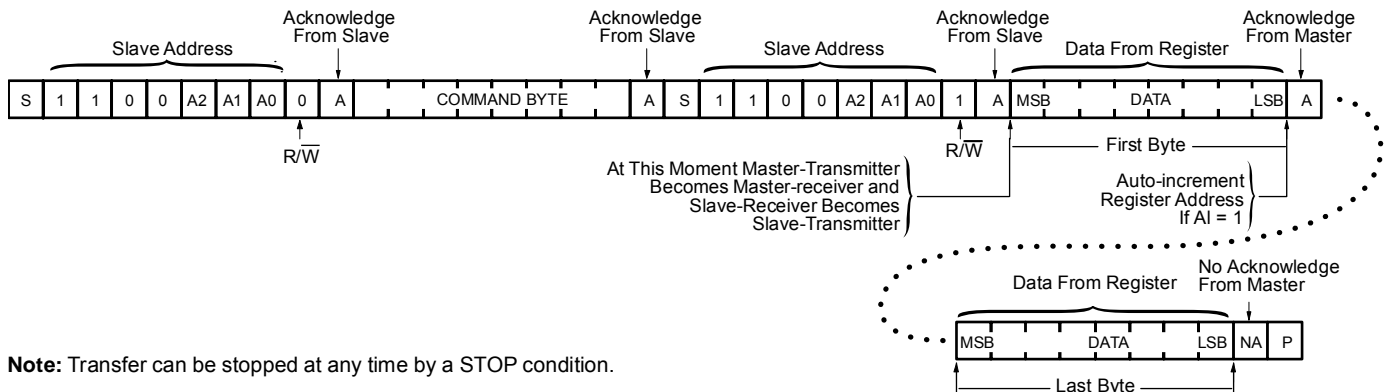 Acknowledge
From Slave
Acknowledge
From Slave
Acknowledge
From Slave
Acknowledge
From Master
Slave Address
Slave Address
Data From Register
S 1 1 0 0 A2 A1 A0 0 A COMMAND BYTE A S 1 1 0 0 A2 A1 A0 1 A MSB DATA LSB A
R/W̅
R/W̅
First Byte
At This Moment Master-Transmitter
Becomes Master-receiver and
Slave-Receiver Becomes
Slave-Transmitter
Auto-increment
Register Address
If AI = 1
Data From Register
No Acknowledge
From Master
MSB DATA LSB NA P
Last Byte
Note: Transfer can be stopped at any time by a STOP condition.